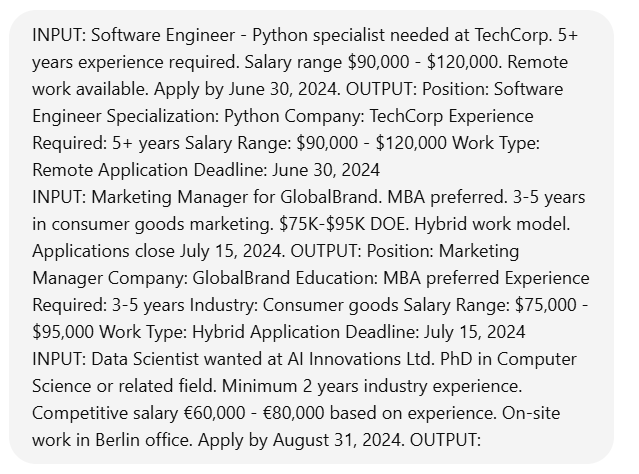 INPUT: Software Engineer - Python specialist needed at TechCorp. 5+
years experience required. Salary range $90,000 - $120,000. Remote
work available. Apply by June 30, 2024. OUTPUT: Position: Software
Engineer Specialization: Python Company: TechCorp Experience
Required: 5+ years Salary Range: $90,000 - $120,000 Work Type:
Remote Application Deadline: June 30, 2024
INPUT: Marketing Manager for GlobalBrand. MBA preferred. 3-5 years
in consumer goods marketing. $75K-$95K DOE. Hybrid work model.
Applications close July 15, 2024. OUTPUT: Position: Marketing
Manager Company: GlobalBrand Education: MBA preferred Experience
Required: 3-5 years Industry: Consumer goods Salary Range: $75,000 -
$95,000 Work Type: Hybrid Application Deadline: July 15, 2024
INPUT: Data Scientist wanted at AI Innovations Ltd. PhD in Computer
Science or related field. Minimum 2 years industry experience.
Competitive salary €60,000 - €80,000 based on experience. On-site
work in Berlin office. Apply by August 31, 2024. OUTPUT: